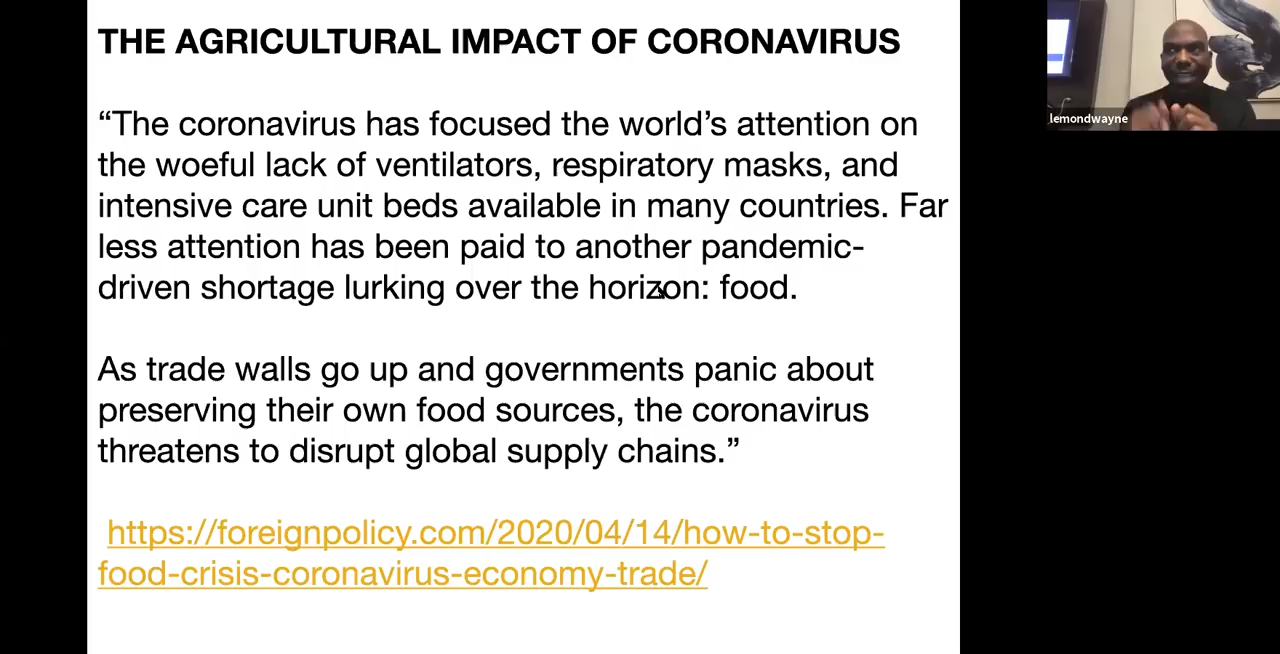 THE AGRICULTURAL IMPACT OF CORONAVIRUS
“The coronavirus has focused the world’s attention on
the woeful lack of ventilators, respiratory masks, and
intensive care unit beds available in many countries. Far
less attention has been paid to another pandemic-
driven shortage lurking over the horizon: food.
As trade walls go up and governments panic about
preserving their own food sources, the coronavirus
threatens to disrupt global supply chains.”
https://foreignpolicy.com/2020/04/14/how-to-stop-
food-crisis-coronavirus-economy-trade/
lemondwayne